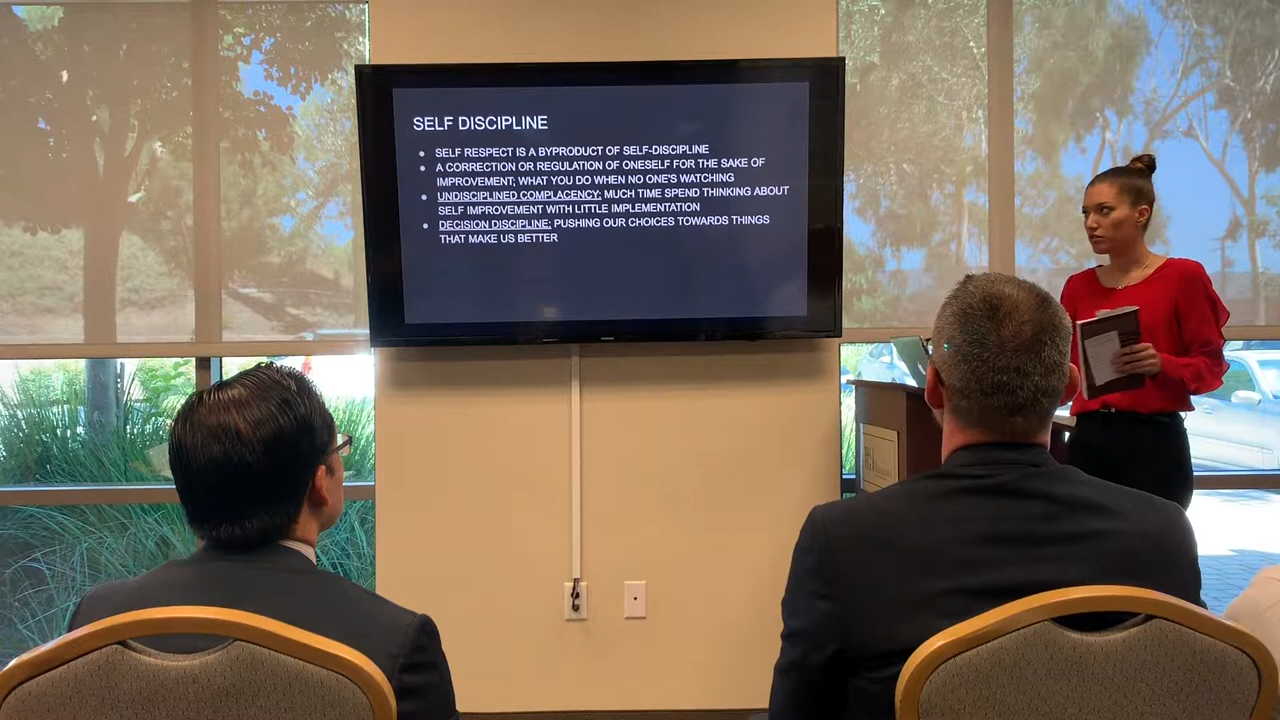 SELF DISCIPLINE
SELF RESPECT IS A BYPRODUCT OF SELF-DISCIPLINE
A CORRECTION OR REGULATION OF ONESELF FOR THE SAKE OF
IMPROVEMENT; WHAT YOU DO WHEN NO ONE'S WATCHING
UNDISCIPLINED COMPLACENCY: MUCH TIME SPEND THINKING ABOUT
SELF IMPROVEMENT WITH LITTLE IMPLEMENTATION
DECISION DISCIPLINE: PUSHING OUR CHOICES TOWARDS THINGS
THAT MAKE US BETTER